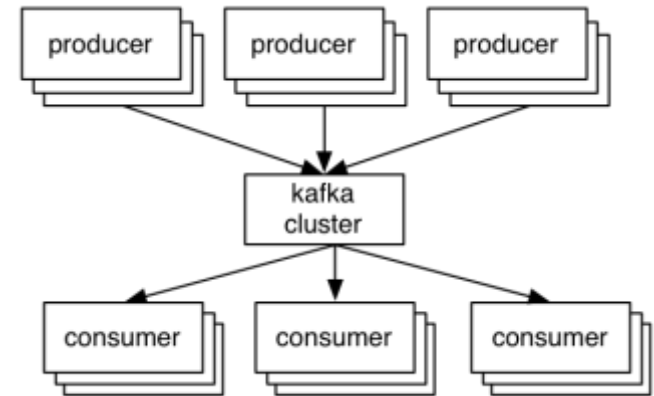 producer
producer
producer
kafka
cluster
consumer
consumer
consumer